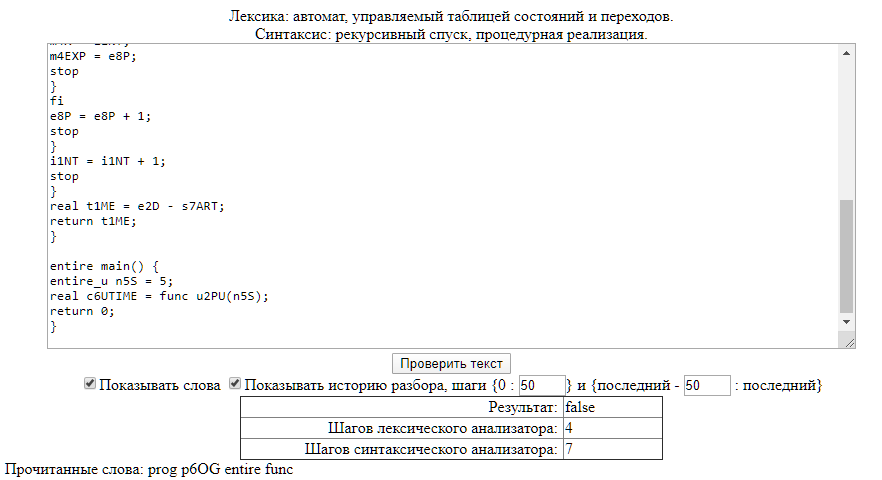 Лексика: автомат, управляемый таблицей состояний и переходов.
Синтаксис: рекурсивный спуск, процедурная реализация.
m4EXP = e8P;
stop
}
fi
e8P = e8P + 1;
stop
}
i1NT = i1NT + 1;
stop
}
real t1ME = e2D - s7ART;
return t1ME;
}
entire main() {
entire_u n5S = 5;
real c6UTIME = func u2PU(n5S);
return 0;
}
Проверить текст
Показывать слова Показывать историю разбора, шаги {0 : 50} и {последний - 50 : последний}
Результат: false
Шагов лексического анализатора: 4
Шагов синтаксического анализатора: 7
Прочитанные слова: prog p6OG entire func